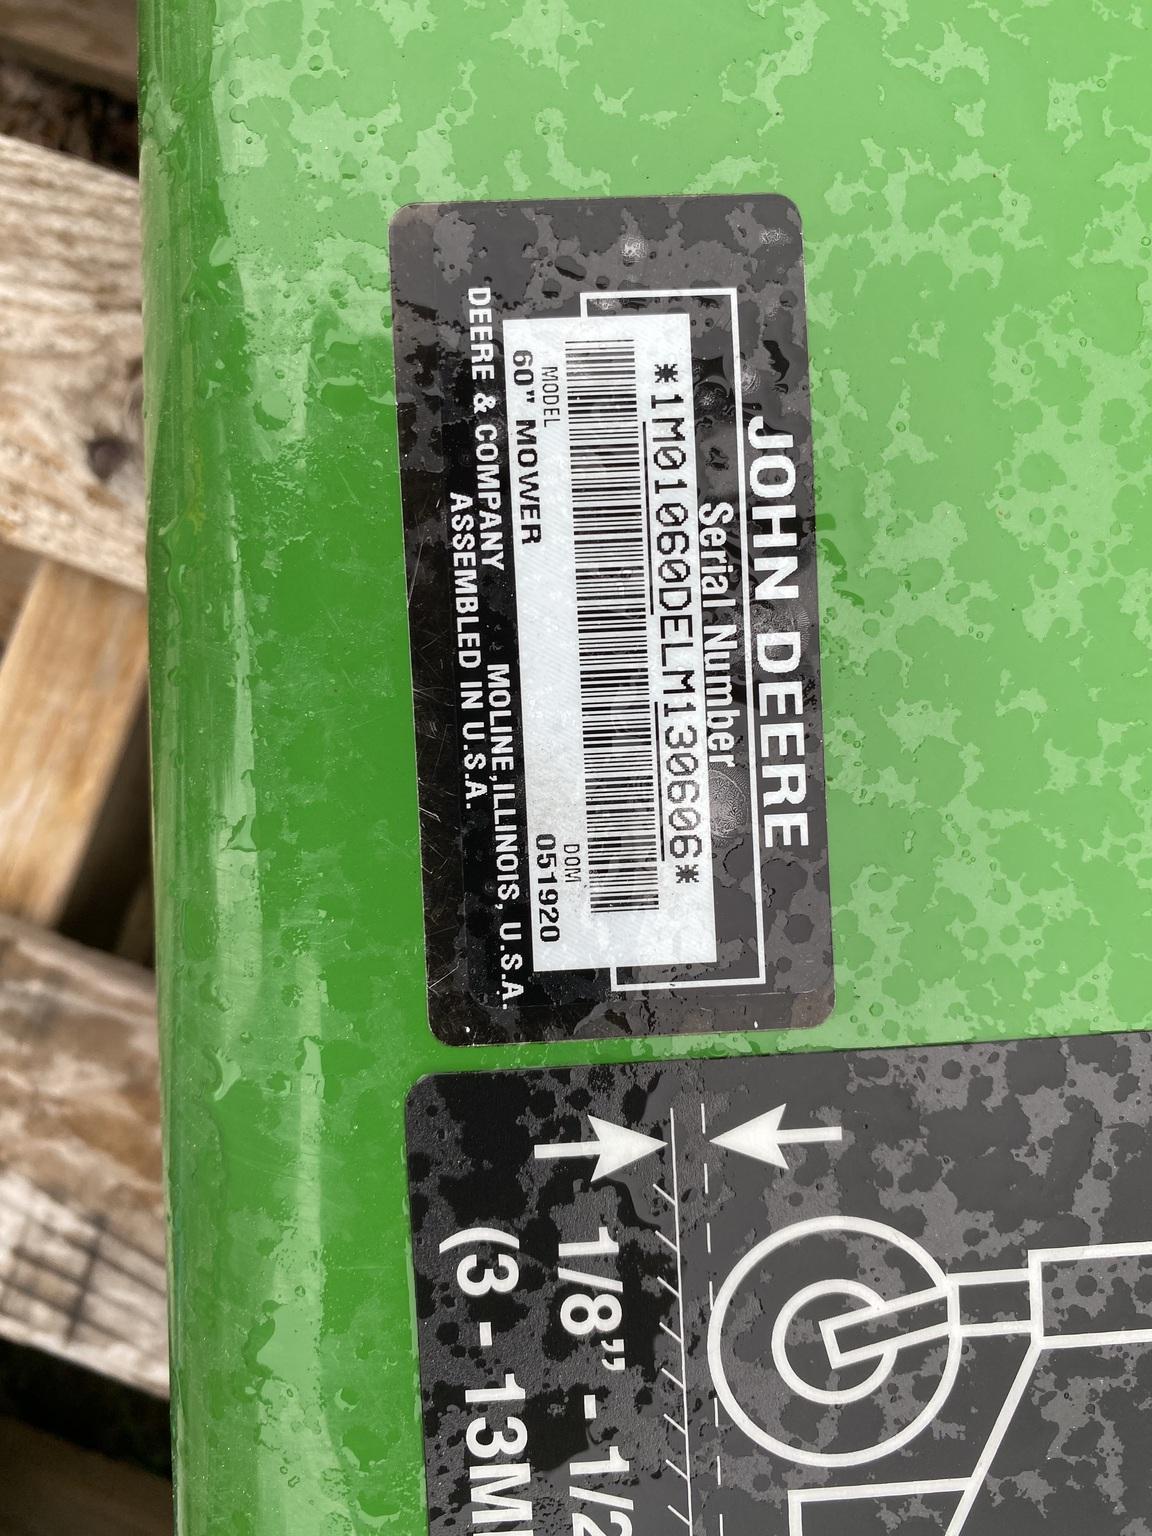 JOHN DEERE
Serial Number
*1M01060DELM130606*
MODEL
60" MOWER
DOM
051920
DEERE & COMPANY MOLINE, ILLINOIS, U.S.A.
ASSEMBLED IN U.S.A.
1/8” - 1/2
(3 - 13M